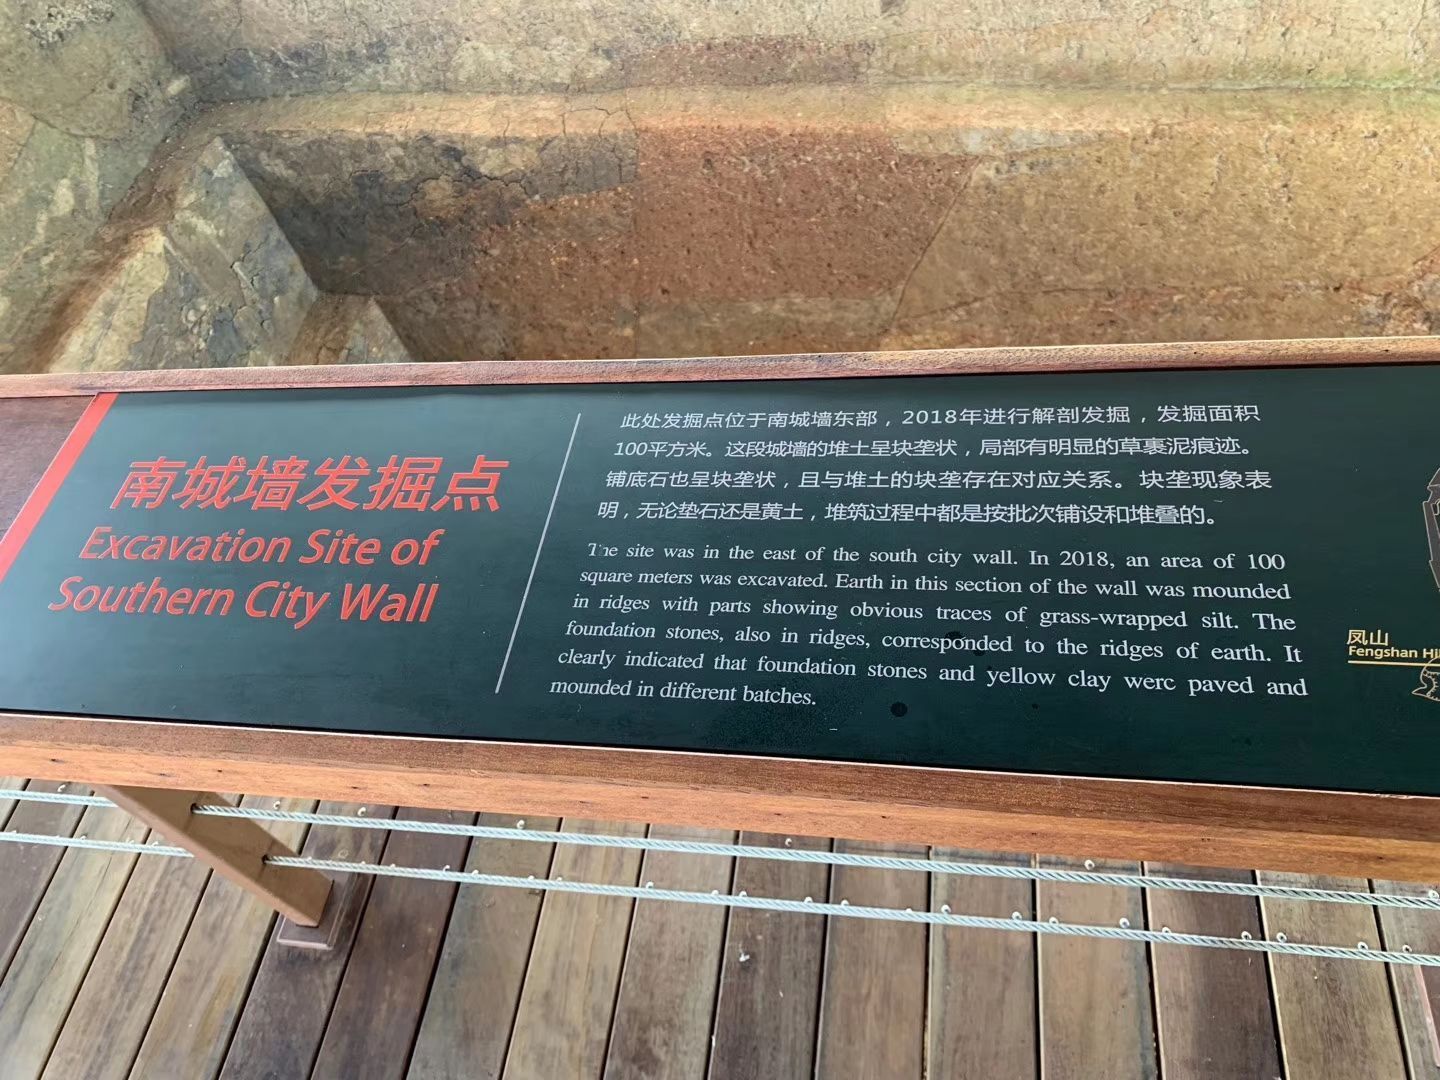 南城墙发掘点
Excavation Site of
Southern City Wall
此处发掘点位于南城墙东部，2018年进行解剖发掘，发掘面积
100平方米。这段城墙的堆土呈块垄状，局部有明显的草裹泥痕迹。
铺底石也呈块垄状，且与堆土的块垄存在对应关系。块垄现象表
明，无论垫石还是黄土，堆筑过程中都是按批次铺设和堆叠的。
The site was in the east of the south city wall. In 2018, an area of 100
square meters was excavated. Earth in this section of the wall was mounded
in ridges with parts showing obvious traces of grass-wrapped silt. The
foundation stones, also in ridges, corresponded to the ridges of earth. It
clearly indicated that foundation stones and yellow clay were paved and
mounded in different batches.
凤山
Fengshan